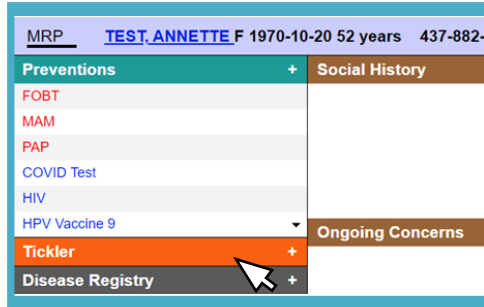 MRP TEST, ANNETTE F 1970-10-20 52 years 437-882-
Preventions +
FOBT
MAM
PAP
COVID Test
HIV
HPV Vaccine 9
Tickler +
Disease Registry +
Social History
Ongoing Concerns